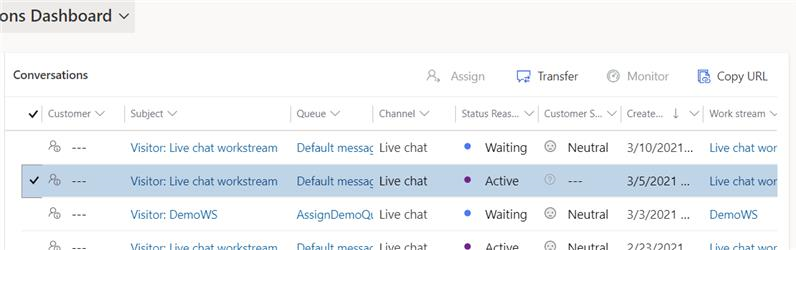 ons Dashboard
Conversations Assign Transfer Monitor Copy URL
Customer Subject Queue Channel Status Reas... Customer S... Create... Work stream
--- Visitor: Live chat workstream Default messag Live chat Waiting Neutral 3/10/2021... Live chat wor
--- Visitor: Live chat workstream Default messag Live chat Active --- 3/5/2021 ... Live chat wor
--- Visitor: DemoWS AssignDemoQu Live chat Waiting Neutral 3/3/2021 ... DemoWS
--- Visitor: Live chat workstream Default messag Live chat Active Neutral 2/23/2021... Live chat wor